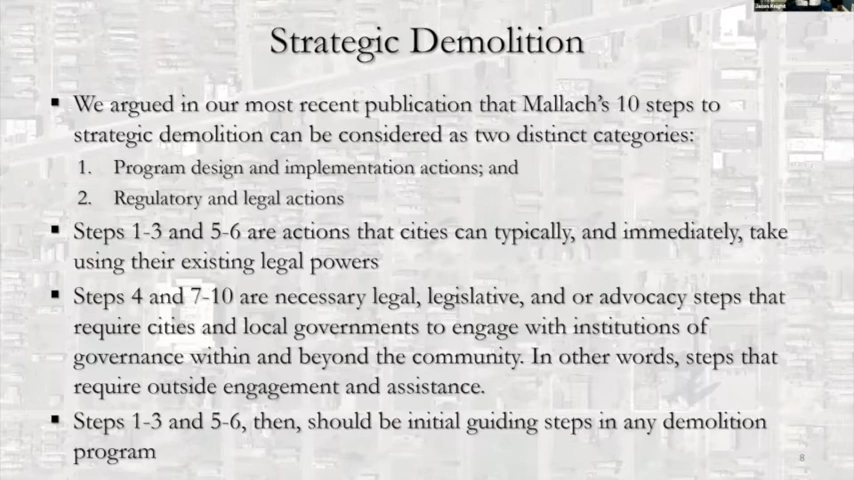 Jason Knight
Strategic Demolition
▪ We argued in our most recent publication that Mallach's 10 steps to
strategic demolition can be considered as two distinct categories:
1. Program design and implementation actions; and
2. Regulatory and legal actions
▪ Steps 1-3 and 5-6 are actions that cities can typically, and immediately, take
using their existing legal powers
▪ Steps 4 and 7-10 are necessary legal, legislative, and or advocacy steps that
require cities and local governments to engage with institutions of
governance within and beyond the community. In other words, steps that
require outside engagement and assistance.
▪ Steps 1-3 and 5-6, then, should be initial guiding steps in any demolition
program
8